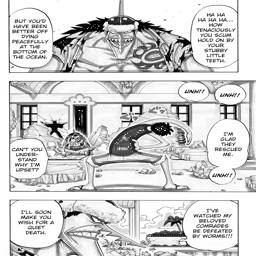 HA HA
HA HA HA...
HOW
TENACIOUSLY
YOU SCUM
HOLD ON BY
YOUR
STUBBY
LITTLE
TEETH.
BUT YOU'D
HAVE BEEN
BETTER OFF
DYING
PEACEFULLY
AT THE
BOTTOM OF
THE OCEAN.
UNH!!
UNH!!
UNH!!
I'M
GLAD
THEY
RESCUED
ME.
CAN'T YOU
UNDER-
STAND
WHY I'M
UPSET?
I'VE
WATCHED MY
BELOVED
COMRADES
BE DEFEATED
BY
WORMS!!!
I'LL SOON
MAKE YOU
WISH FOR
A QUIET
DEATH.